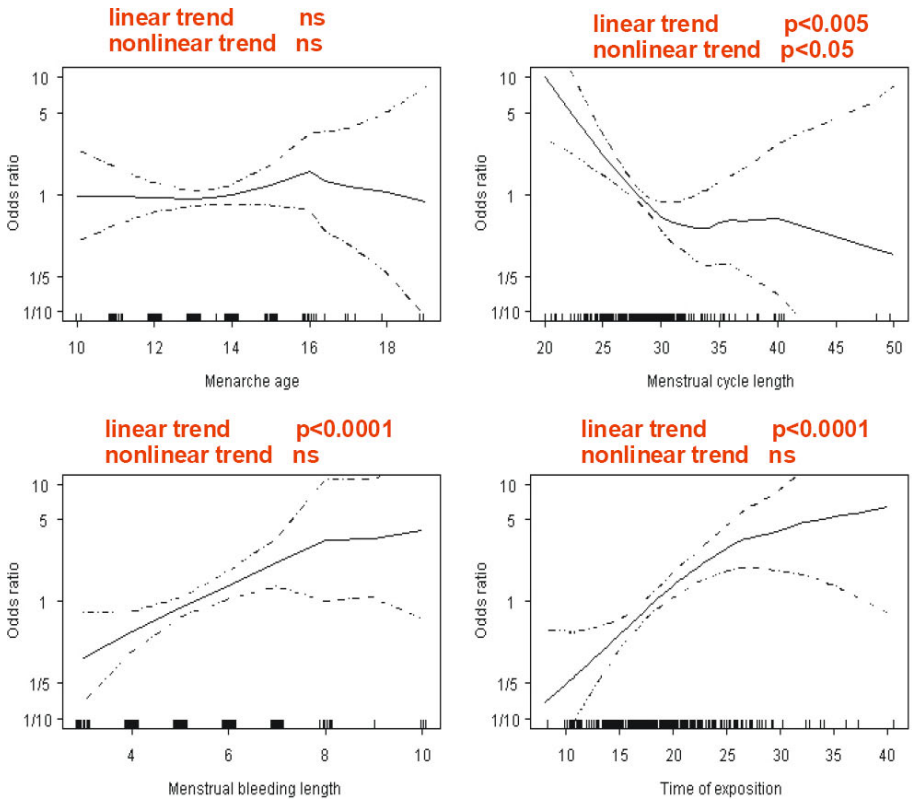 linear trend ns
nonlinear trend ns
10
5
1
1/5
1/10
Odds ratio
10 12 14 16 18
Menarche age
linear trend p<0.005
nonlinear trend p<0.05
10
5
1
1/5
1/10
Odds ratio
20 25 30 35 40 45 50
Menstrual cycle length
linear trend p<0.0001
nonlinear trend ns
10
5
1
1/5
1/10
Odds ratio
4 6 8 10
Menstrual bleeding length
linear trend p<0.0001
nonlinear trend ns
10
5
1
1/5
1/10
Odds ratio
10 15 20 25 30 35 40
Time of exposition